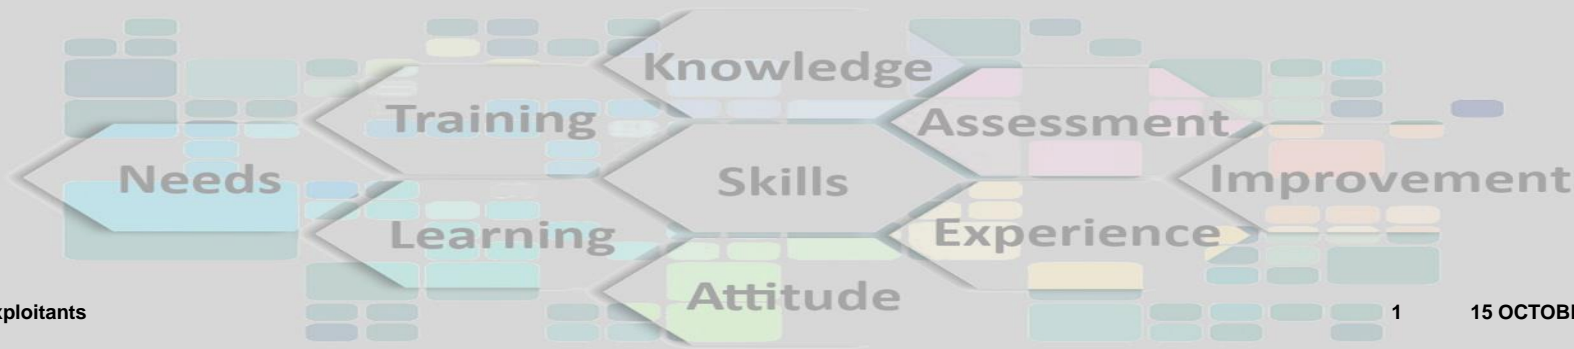 Knowledge
Training
Assessment
Needs
Skills
Improvement
Learning
Experience
Attitude
xploitants
1
15 OCTOB